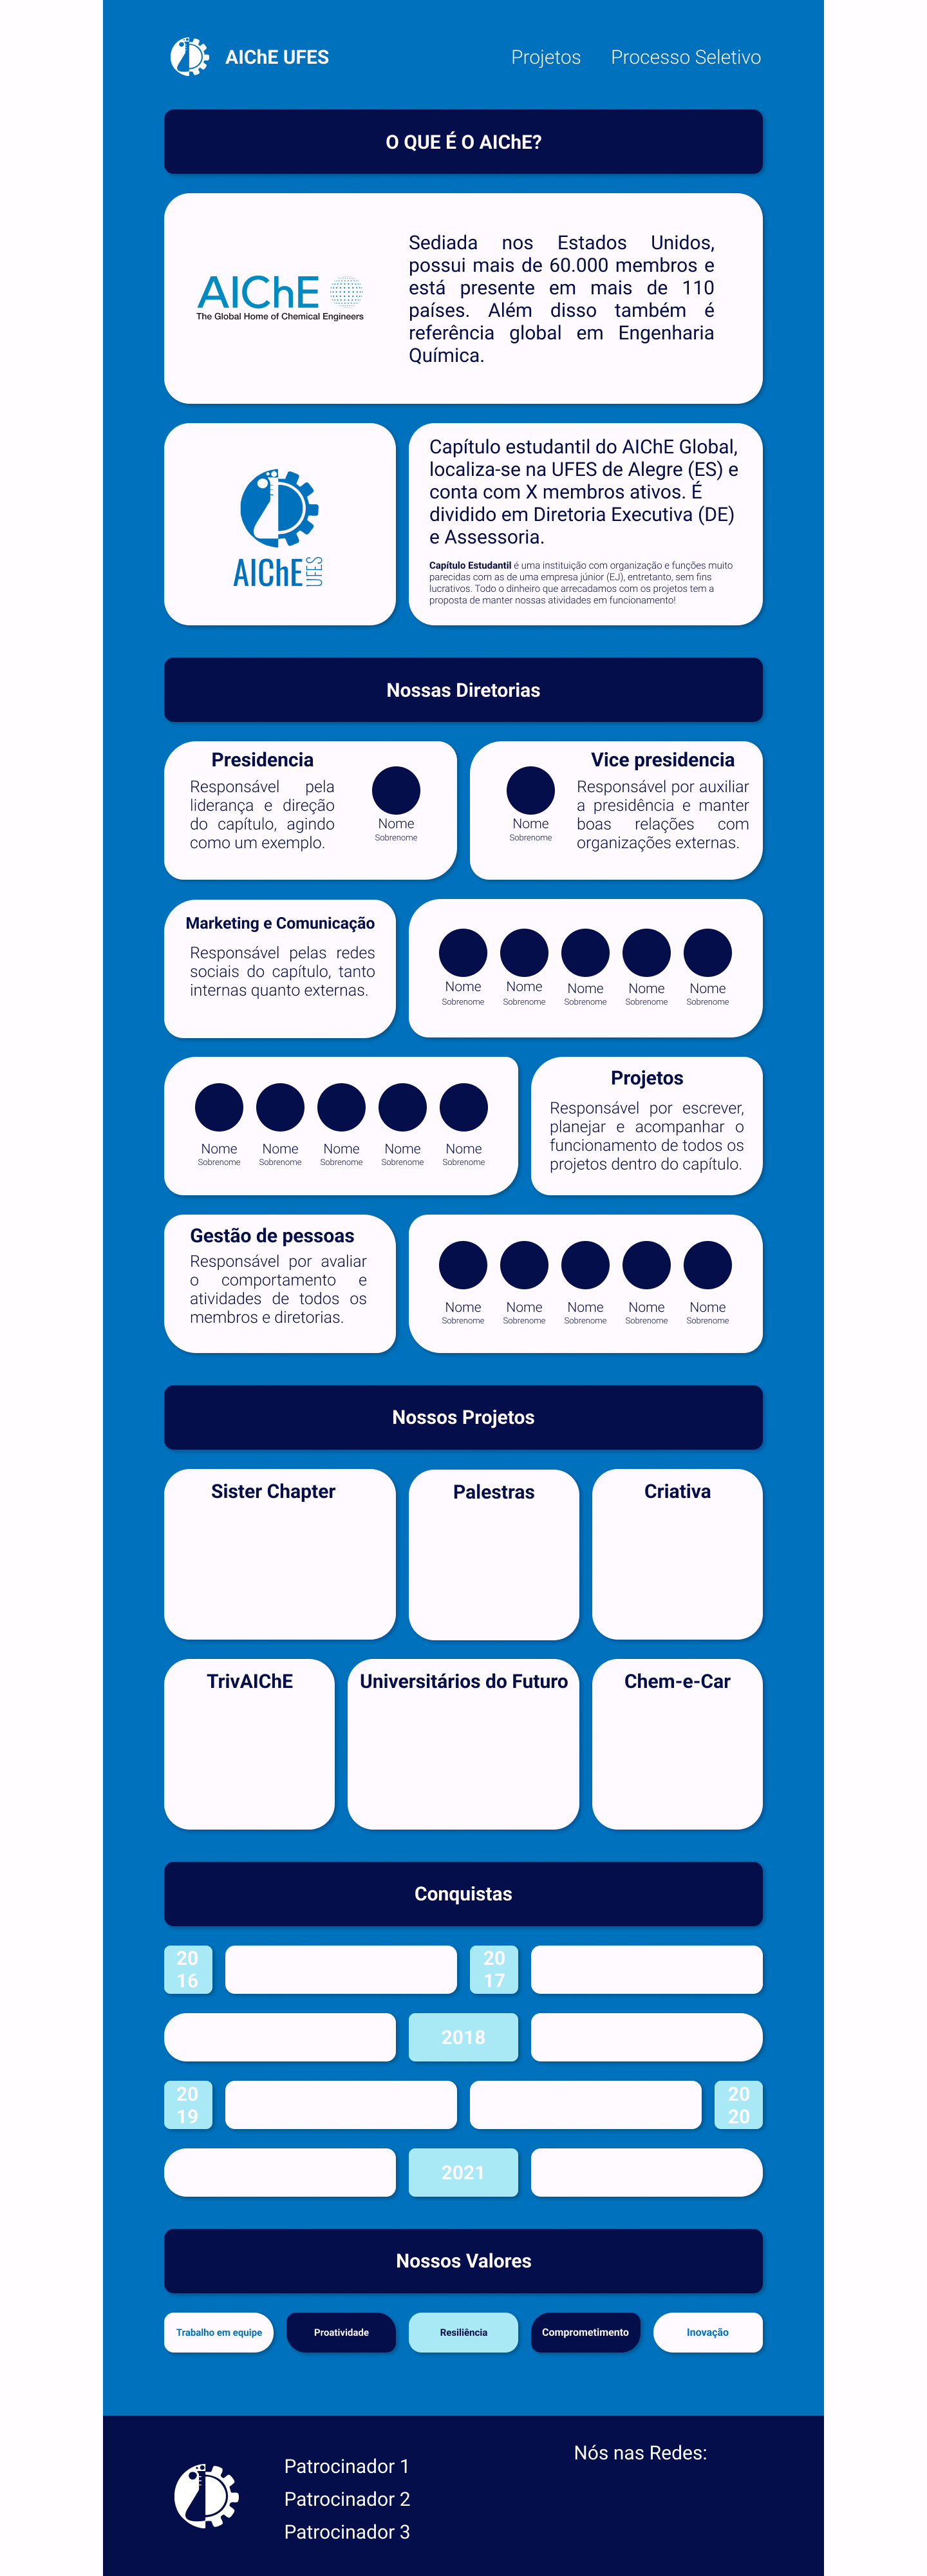 AIChE UFES
Projetos
Processo Seletivo
O QUE É O AIChE?
AIChE
The Global Home of Chemical Engineers
Sediada nos Estados Unidos,
possui mais de 60.000 membros e
está presente em mais de 110
países. Além disso também é
referência global em Engenharia
Química.
AIChE UFES
Capítulo estudantil do AIChE Global,
localiza-se na UFES de Alegre (ES) e
conta com X membros ativos. É
dividido em Diretoria Executiva (DE)
e Assessoria.
Capítulo Estudantil é uma instituição com organização e funções muito
parecidas com as de uma empresa júnior (EJ), entretanto, sem fins
lucrativos. Todo o dinheiro que arrecadamos com os projetos tem a
proposta de manter nossas atividades em funcionamento!
Nossas Diretorias
Presidencia
Responsável pela
liderança e direção
do capítulo, agindo
como um exemplo.
Nome
Sobrenome
Nome
Sobrenome
Vice presidencia
Responsável por auxiliar
a presidência e manter
boas relações com
organizações externas.
Marketing e Comunicação
Responsável pelas redes
sociais do capítulo, tanto
internas quanto externas.
Nome Nome Nome Nome Nome
Sobrenome Sobrenome Sobrenome Sobrenome Sobrenome
Nome Nome Nome Nome Nome
Sobrenome Sobrenome Sobrenome Sobrenome Sobrenome
Projetos
Responsável por escrever,
planejar e acompanhar o
funcionamento de todos os
projetos dentro do capítulo.
Gestão de pessoas
Responsável por avaliar
o comportamento e
atividades de todos os
membros e diretorias.
Nome Nome Nome Nome Nome
Sobrenome Sobrenome Sobrenome Sobrenome Sobrenome
Nossos Projetos
Sister Chapter
Palestras
Criativa
TrivAIChE
Universitários do Futuro
Chem-e-Car
Conquistas
20
16
20
17
2018
20
19
20
20
2021
Nossos Valores
Trabalho em equipe
Proatividade
Resiliência
Comprometimento
Inovação
Patrocinador 1
Patrocinador 2
Patrocinador 3
Nós nas Redes: